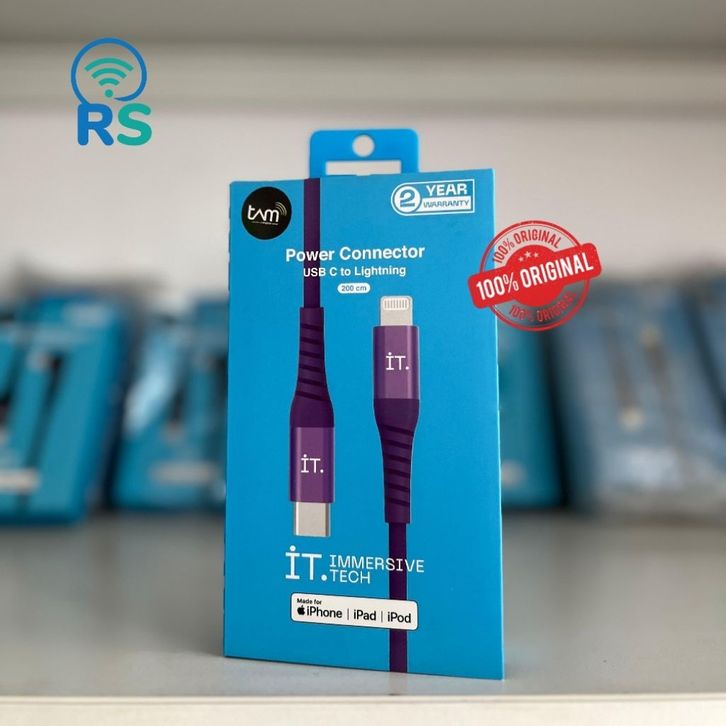 RS
tam
2 YEAR
WARRANTY
Power Connector
USB C to Lightning
200 cm
100% ORIGINAL
100% ORIGINAL
100% ORIGINAL
iT.
iT.
iT. IMMERSIVE
TECH
Made for
iPhone | iPad | iPod